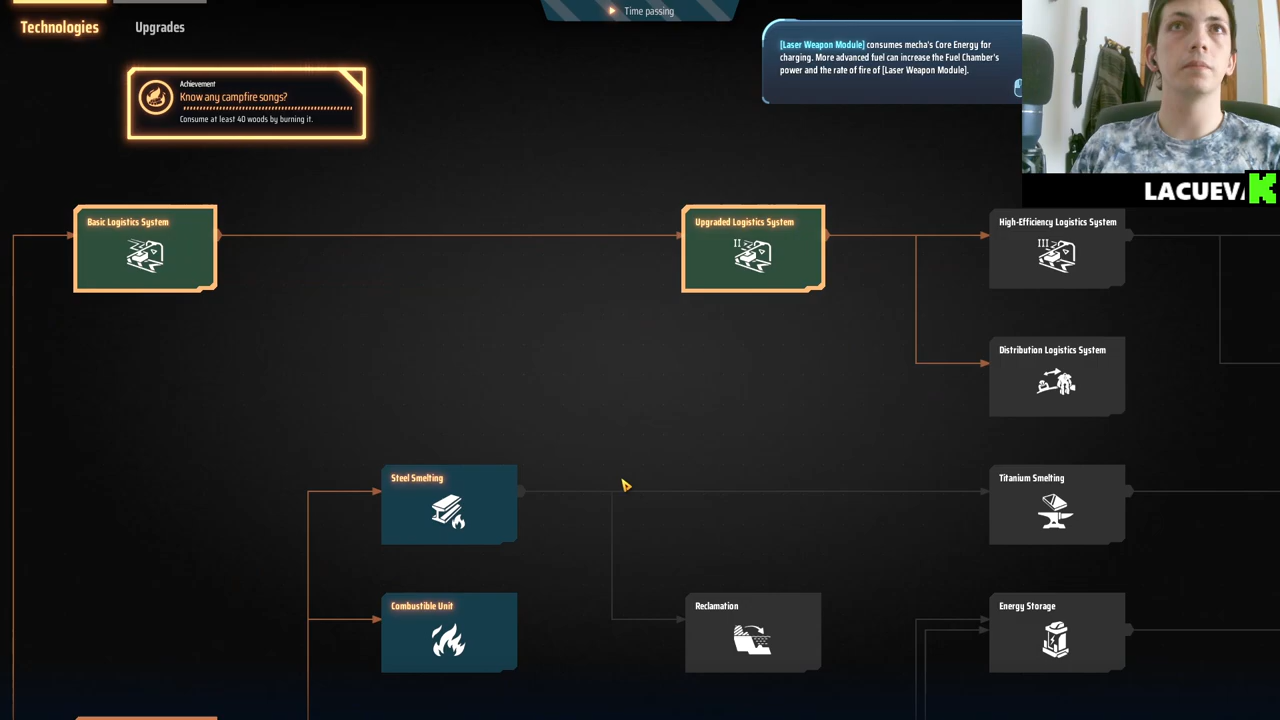 Technologies
Upgrades
Time passing
[Laser Weapon Module] consumes mecha's Core Energy for
charging. More advanced fuel can increase the Fuel Chamber's
power and the rate of fire of [Laser Weapon Module].
Achievement
Know any campfire songs?
Consume at least 40 woods by burning it.
LACUEVA
K
Basic Logistics System
Upgraded Logistics System
II
High-Efficiency Logistics System
III
Distribution Logistics System
Steel Smelting
Titanium Smelting
Combustible Unit
Reclamation
Energy Storage